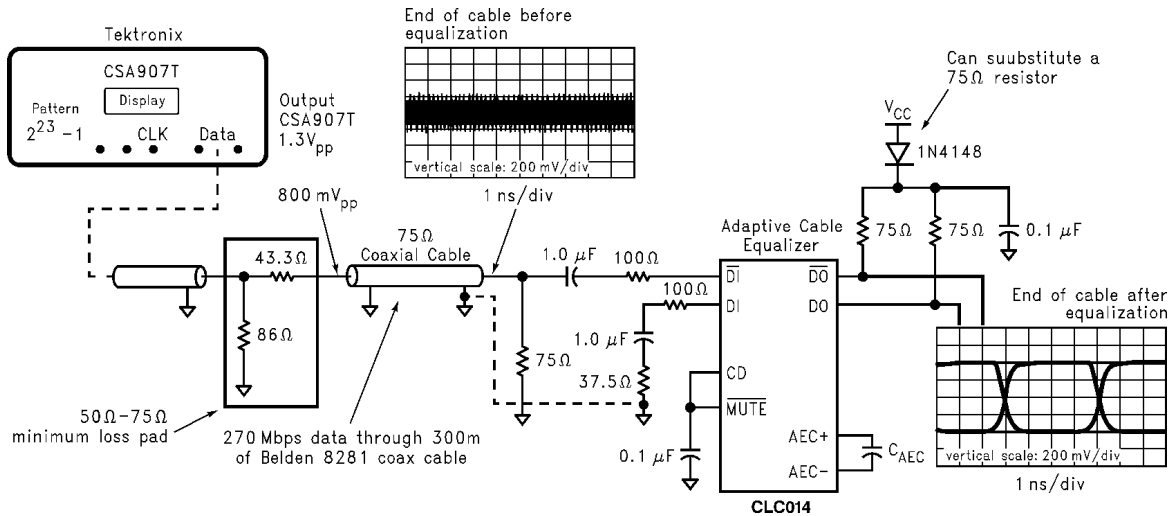 Tektronix
CSA907T
Display
Pattern
2²³ -1
CLK
Data
Output
CSA907T
1.3Vpp
End of cable before
equalization
vertical scale: 200 mV/div
1 ns/div
Can suubstitute a
75Ω resistor
VCC
1N4148
75Ω
75Ω
0.1 μF
800 mVpp
43.3Ω
86Ω
50Ω-75Ω
minimum loss pad
75Ω
Coaxial Cable
270 Mbps data through 300m
of Belden 8281 coax cable
75Ω
1.0 μF
100Ω
100Ω
1.0 μF
37.5Ω
0.1 μF
Adaptive Cable
Equalizer
D̅I̅
DI
CD
M̅U̅T̅E̅
D̅O̅
DO
AEC+
AEC-
CAEC
CLC014
End of cable after
equalization
vertical scale: 200 mV/div
1 ns/div